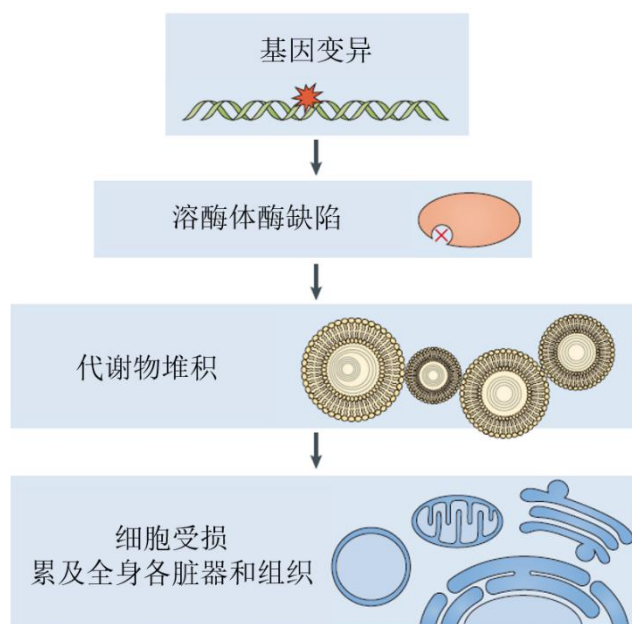 基因变异
溶酶体酶缺陷
代谢物堆积
细胞受损
累及全身各脏器和组织